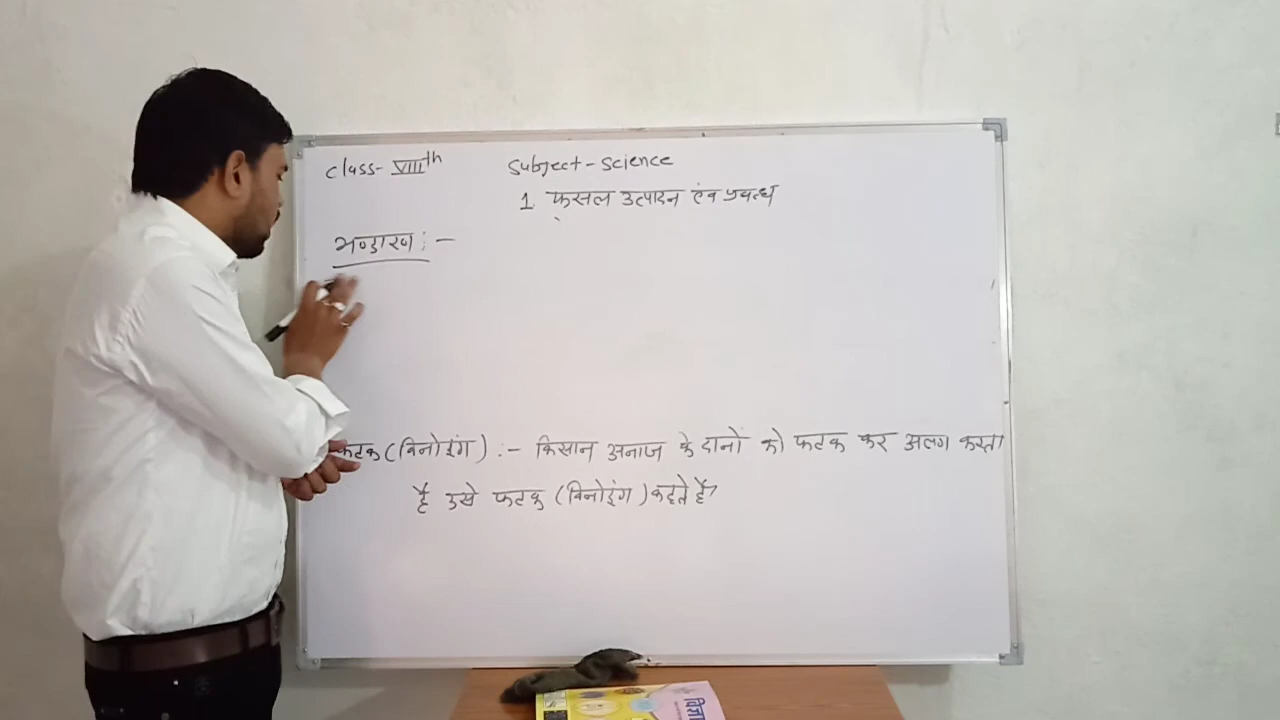 Class- VIIIth Subject-Science
1. फसल उत्पादन एंव प्रबन्ध
भण्डारण :-
फटक (विनोइंग) :- किसान अनाज के दानों को फटक कर अलग करता
है उसे फटक (विनोइंग) कहते है?